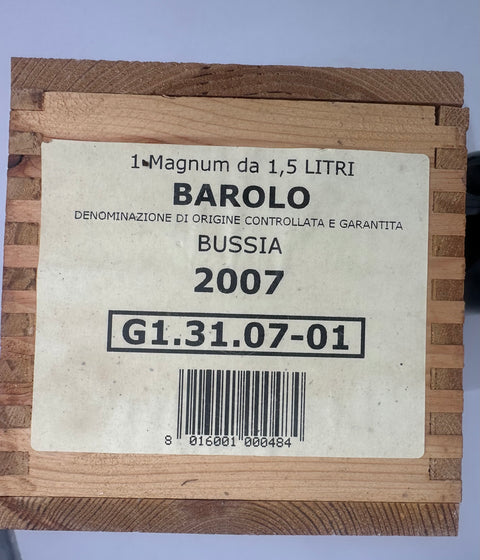 1 Magnum da 1,5 LITRI
BAROLO
DENOMINAZIONE DI ORIGINE CONTROLLATA E GARANTITA
BUSSIA
2007
G1.31.07-01
8 016001 000484